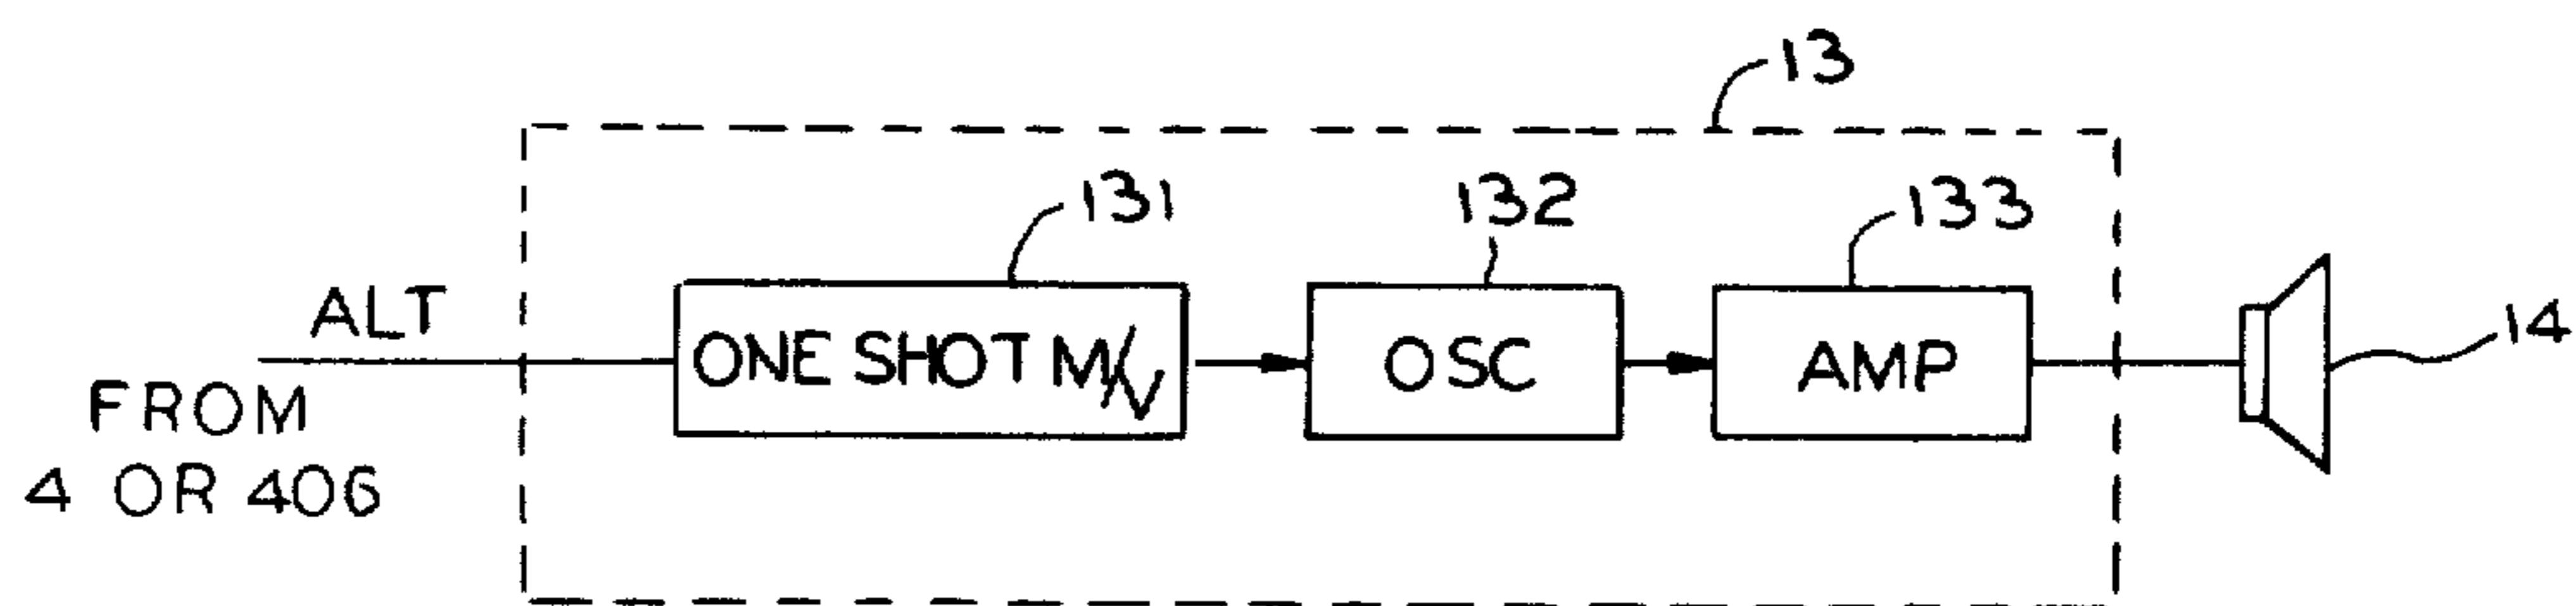 13
131
132
133
ALT
ONE SHOT M/V
OSC
AMP
14
FROM
4 OR 406